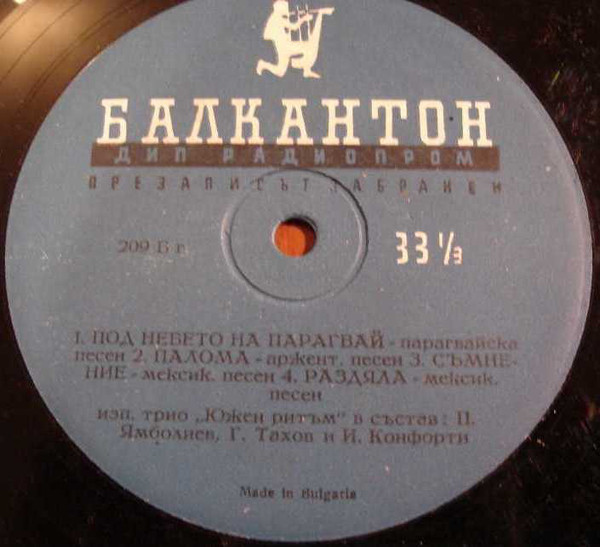 БАЛКАНТОН
ДИП РАДИОПРОМ
ПРЕЗАПИСЪТ ЗАБРАНЕН
209 Б г.
33 1/3
1. ПОД НЕБЕТО НА ПАРАГВАЙ - парагвайска
песен 2. ПАЛОМА - аржент. песен 3. СЪМНЕ-
НИЕ - мексик. песен 4. РАЗДЯЛА - мексик.
песен
изп. трио „Южен ритъм" в състав: П.
Ямболиев, Г. Тахов и И. Конфорти
Made in Bulgaria